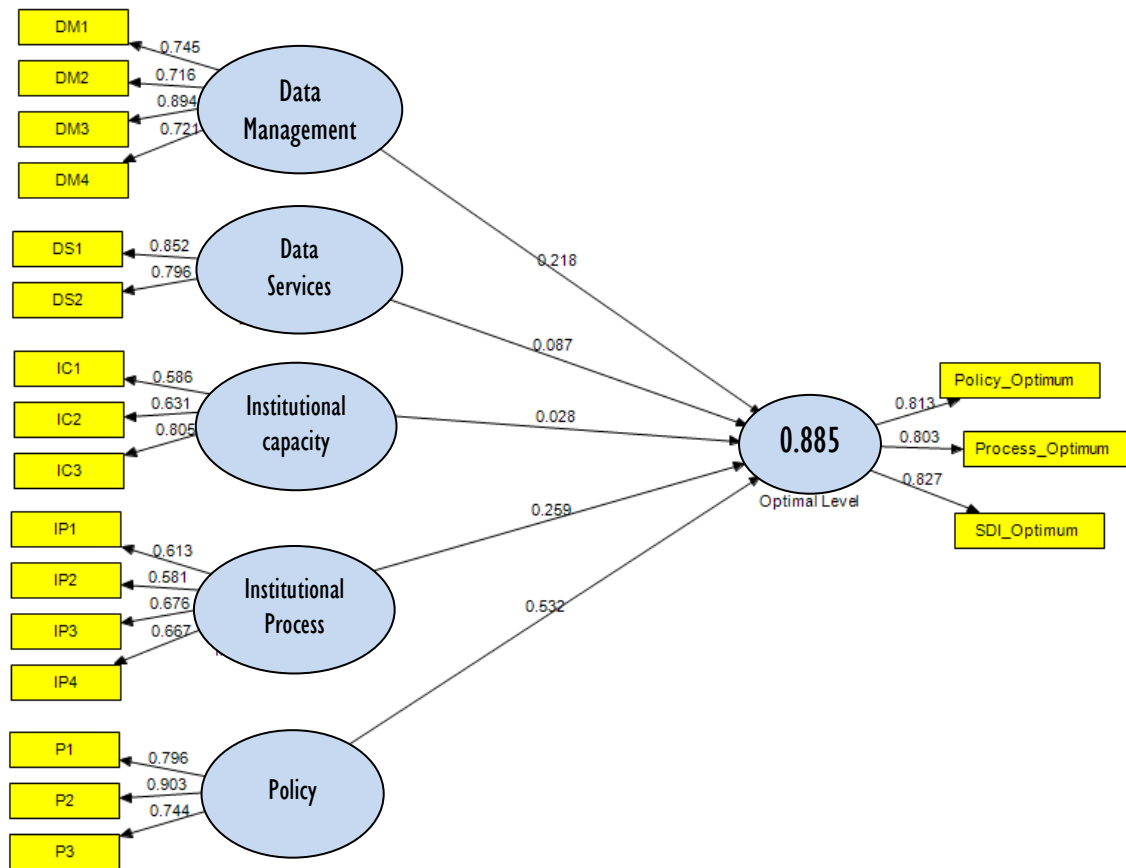 DM1
0.745
DM2
0.716
DM3
0.894
DM4
0.721
Data
Management
0.218
DS1
0.852
DS2
0.796
Data
Services
0.087
IC1
0.586
IC2
0.631
IC3
0.805
Institutional
capacity
0.028
IP1
0.613
IP2
0.581
IP3
0.676
IP4
0.667
Institutional
Process
0.259
P1
0.796
P2
0.903
P3
0.744
Policy
0.532
0.885
Optimal Level
Policy_Optimum
0.813
Process_Optimum
0.803
SDI_Optimum
0.827